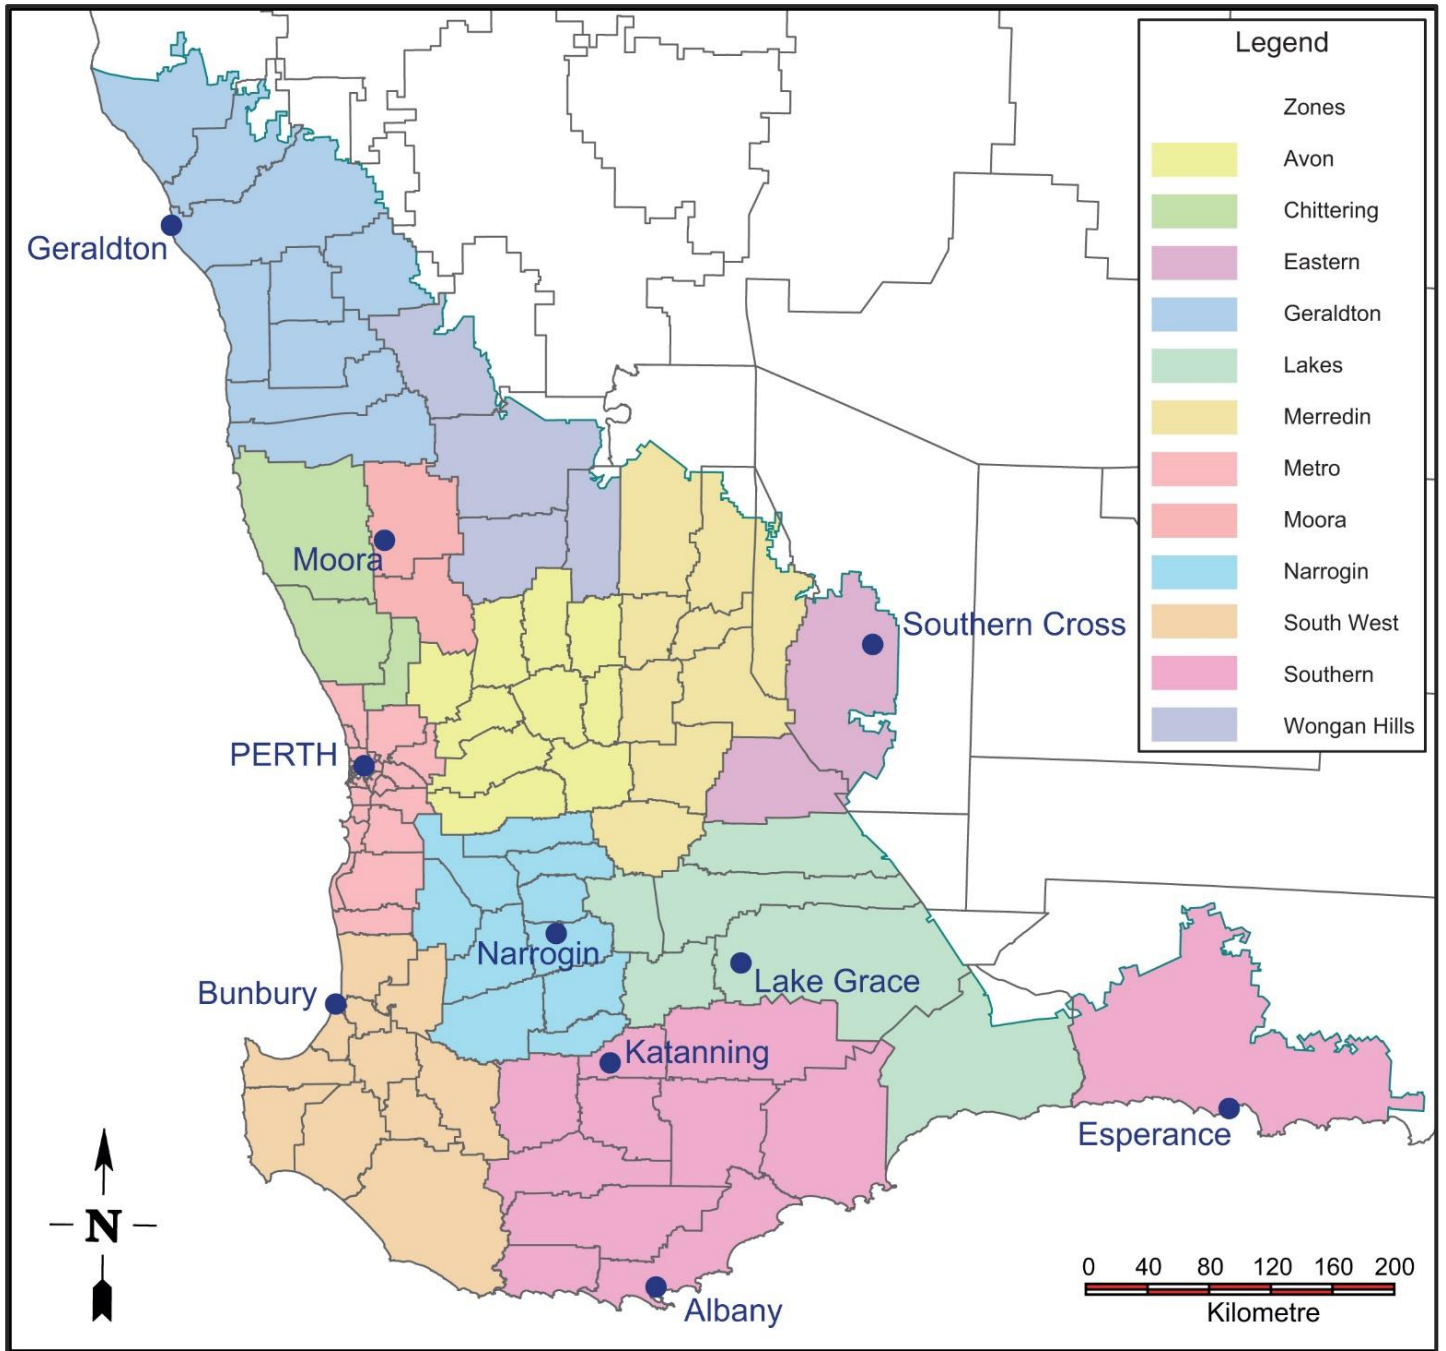 Legend
Zones
Avon
Chittering
Eastern
Geraldton
Lakes
Merredin
Metro
Moora
Narrogin
South West
Southern
Wongan Hills
Geraldton
Moora
Southern Cross
PERTH
Narrogin
Lake Grace
Bunbury
Katanning
Esperance
Albany
N
0 40 80 120 160 200
Kilometre